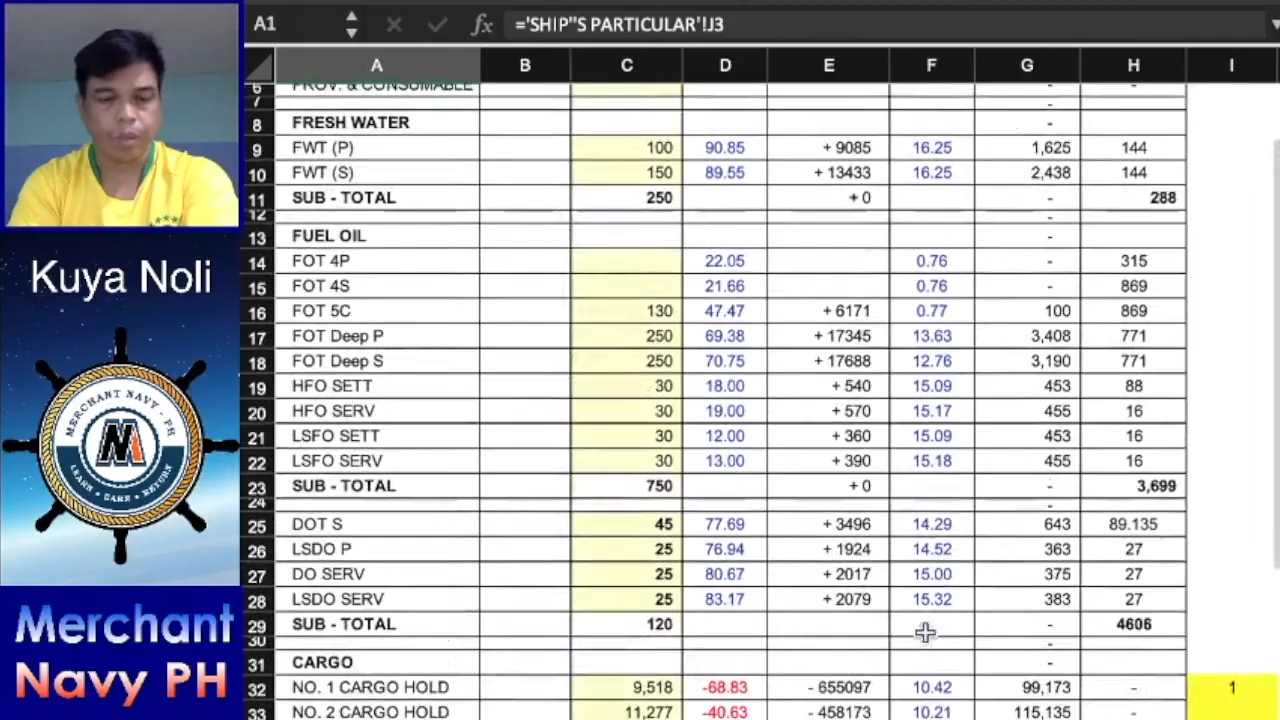 A1 fx ='SHIP''S PARTICULAR'!J3
A B C D E F G H I
6 PROV. & CONSUMABLE - -
7 -
8 FRESH WATER -
9 FWT (P) 100 90.85 + 9085 16.25 1,625 144
10 FWT (S) 150 89.55 + 13433 16.25 2,438 144
11 SUB - TOTAL 250 + 0 - 288
12 -
13 FUEL OIL -
14 FOT 4P 22.05 0.76 - 315
15 FOT 4S 21.66 0.76 - 869
16 FOT 5C 130 47.47 + 6171 0.77 100 869
17 FOT Deep P 250 69.38 + 17345 13.63 3,408 771
18 FOT Deep S 250 70.75 + 17688 12.76 3,190 771
19 HFO SETT 30 18.00 + 540 15.09 453 88
20 HFO SERV 30 19.00 + 570 15.17 455 16
21 LSFO SETT 30 12.00 + 360 15.09 453 16
22 LSFO SERV 30 13.00 + 390 15.18 455 16
23 SUB - TOTAL 750 + 0 - 3,699
24 -
25 DOT S 45 77.69 + 3496 14.29 643 89.135
26 LSDO P 25 76.94 + 1924 14.52 363 27
27 DO SERV 25 80.67 + 2017 15.00 375 27
28 LSDO SERV 25 83.17 + 2079 15.32 383 27
29 SUB - TOTAL 120 - 4606
30 -
31 CARGO -
32 NO. 1 CARGO HOLD 9,518 -68.83 - 655097 10.42 99,173 - 1
33 NO. 2 CARGO HOLD 11,277 -40.63 - 458173 10.21 115,135 -
Kuya Noli
MERCHANT NAVY - PH
N
LEARN • EARN • RETURN
Merchant
Navy PH